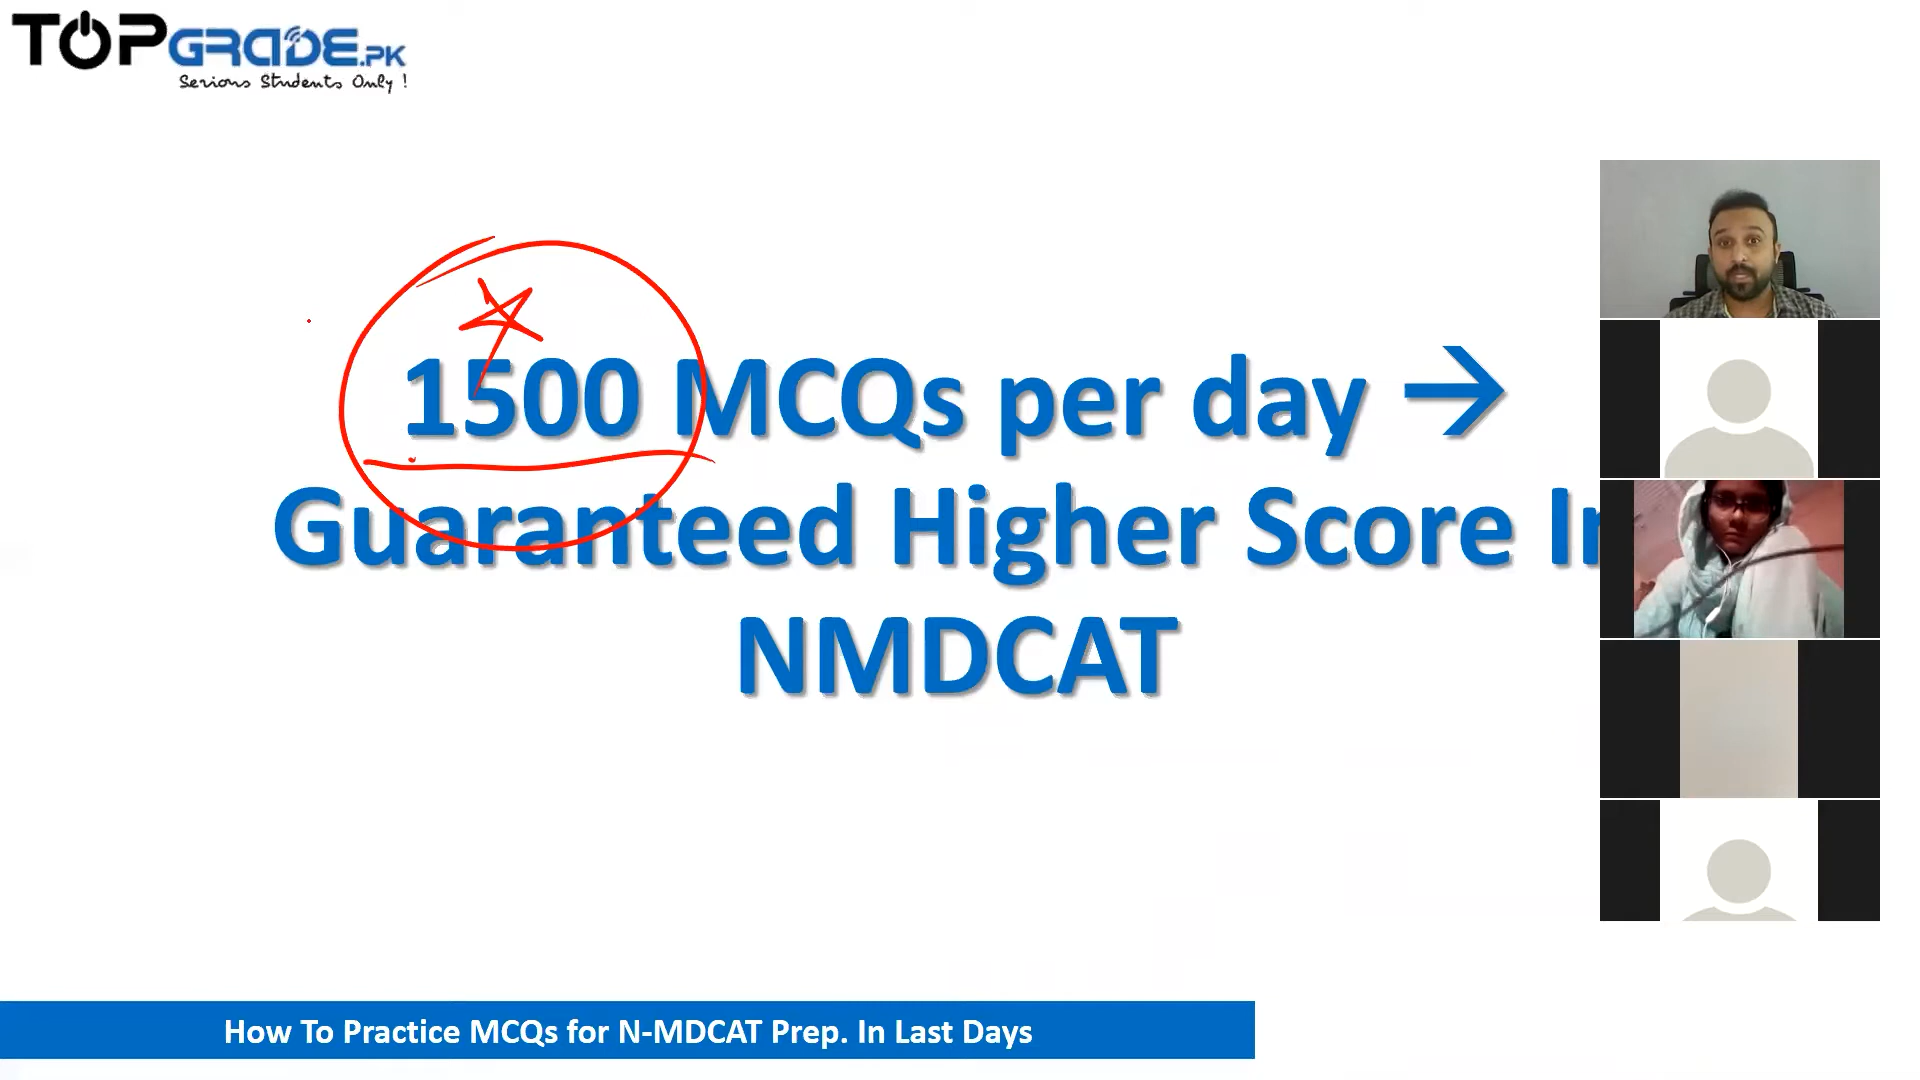 TOPGRADE.PK
Serious Students Only !
1500 MCQs per day →
Guaranteed Higher Score In
NMDCAT
How To Practice MCQs for N-MDCAT Prep. In Last Days